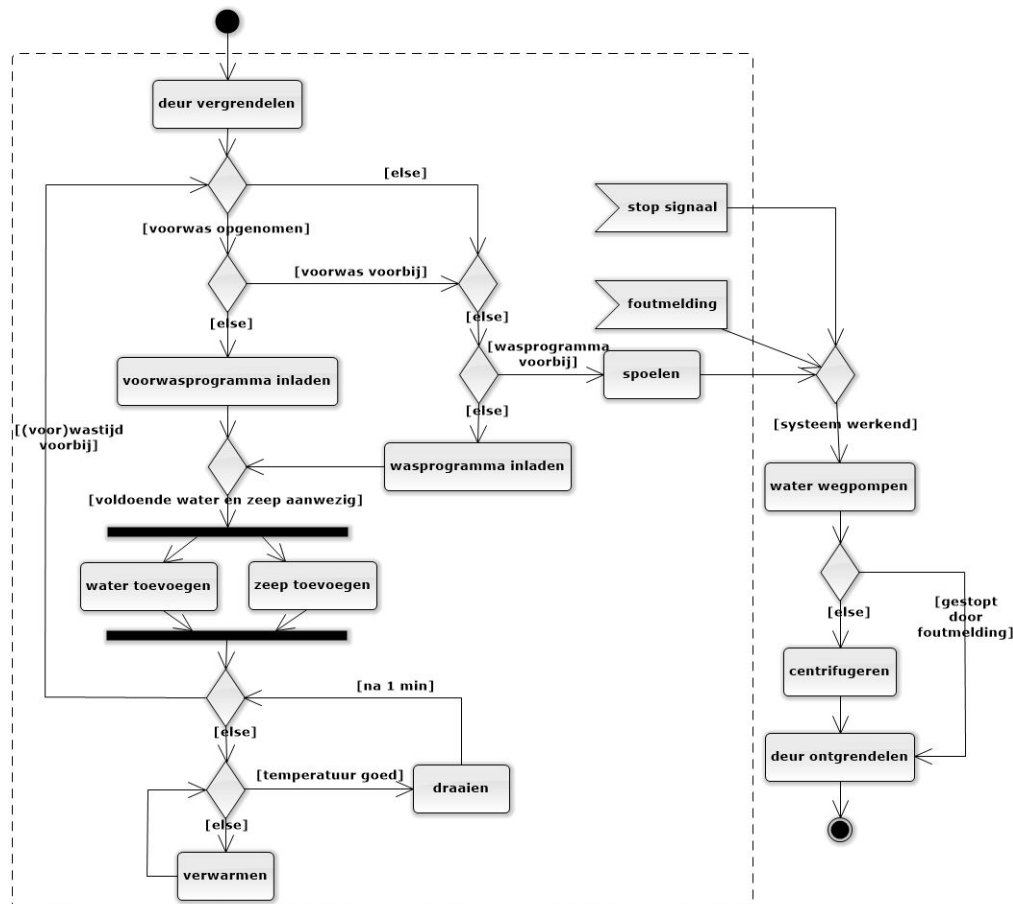 deur vergrendelen
[else]
stop signaal
[voorwas opgenomen]
[voorwas voorbij]
foutmelding
[else]
[else]
[wasprogramma
voorbij]
voorwasprogramma inladen
spoelen
[else]
[systeem werkend]
[(voor)wastijd
voorbij]
wasprogramma inladen
water wegpompen
[voldoende water en zeep aanwezig]
water toevoegen
zeep toevoegen
[else]
[gestopt
door
foutmelding]
centrifugeren
[na 1 min]
[else]
deur ontgrendelen
[temperatuur goed]
draaien
[else]
verwarmen